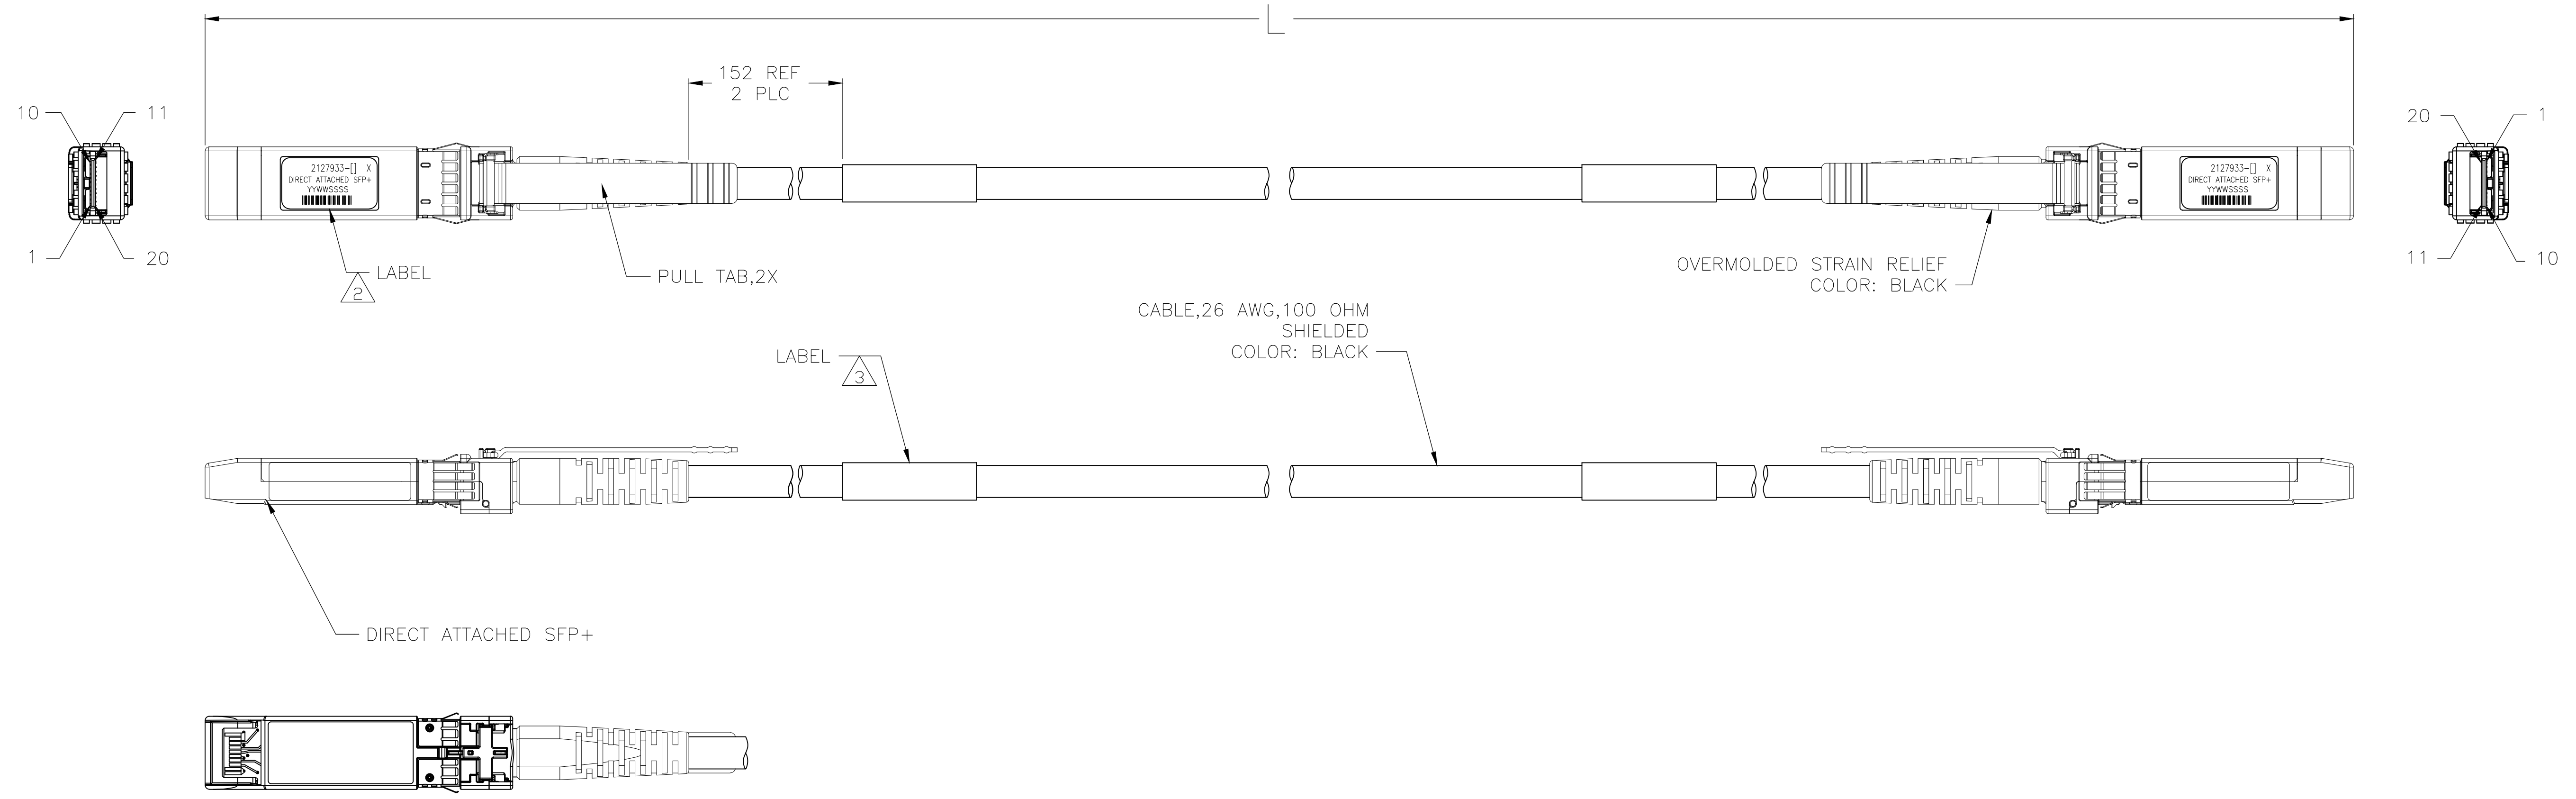 L
152 REF
2 PLC
10
11
20
1
2127933-[] X
DIRECT ATTACHED SFP+
YYWWSSSS
2127933-[] X
DIRECT ATTACHED SFP+
YYWWSSSS
1
20
11
10
LABEL
2
PULL TAB,2X
OVERMOLDED STRAIN RELIEF
COLOR: BLACK
CABLE,26 AWG,100 OHM
SHIELDED
COLOR: BLACK
LABEL
3
DIRECT ATTACHED SFP+